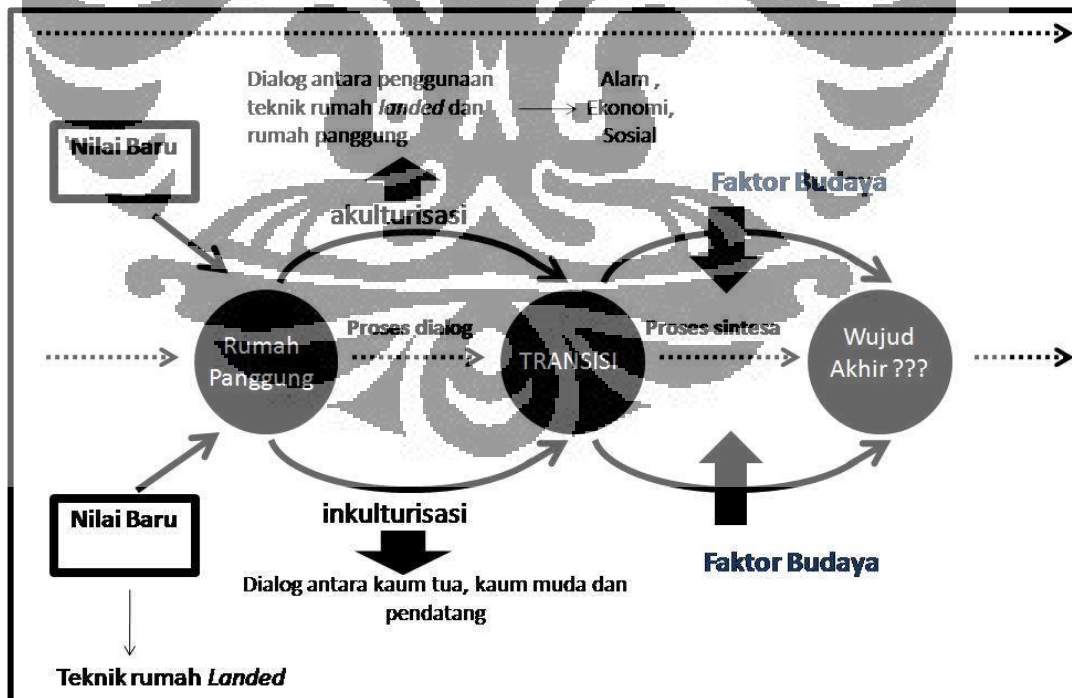 Dialog antara penggunaan
teknik rumah landed dan
rumah panggung
Alam ,
Ekonomi,
Sosial
Nilai Baru
akulturisasi
Faktor Budaya
Proses dialog
Proses sintesa
Rumah
Panggung
TRANSISI
Wujud
Akhir ???
Nilai Baru
inkulturisasi
Faktor Budaya
Dialog antara kaum tua, kaum muda dan
pendatang
Teknik rumah Landed